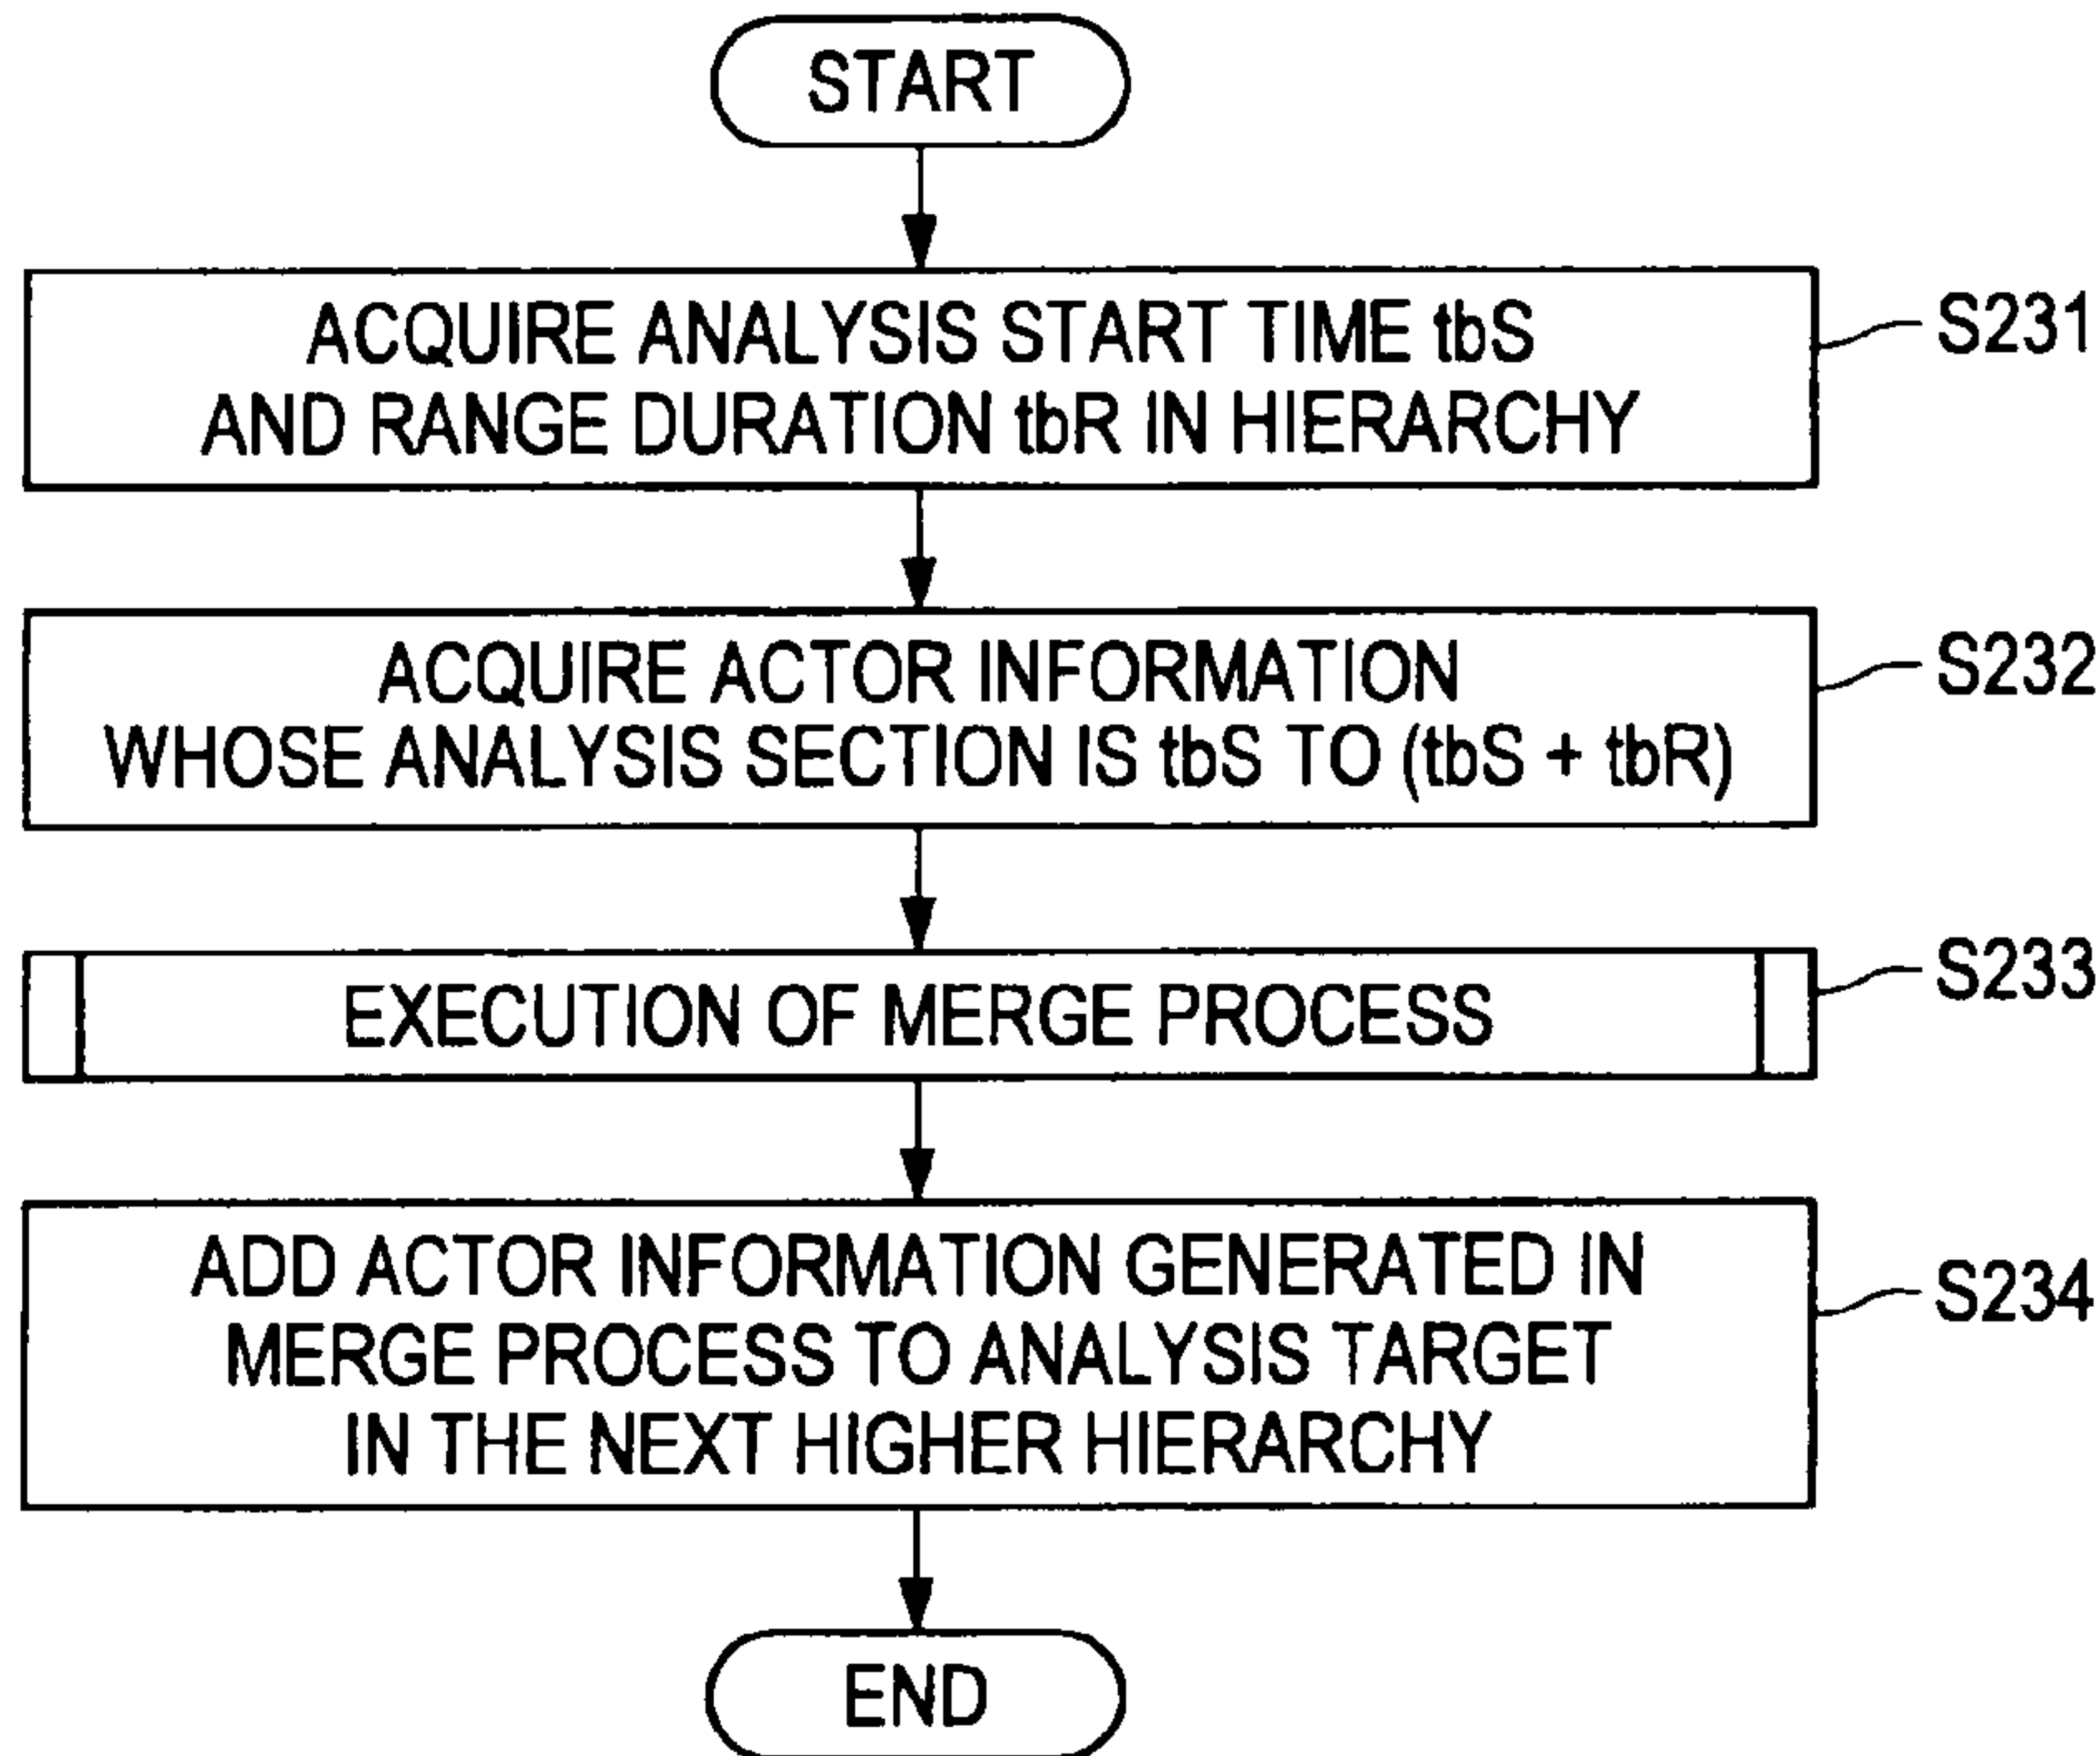 START
ACQUIRE ANALYSIS START TIME tbS
AND RANGE DURATION tbR IN HIERARCHY
S231
ACQUIRE ACTOR INFORMATION
WHOSE ANALYSIS SECTION IS tbS TO (tbS + tbR)
S232
EXECUTION OF MERGE PROCESS
S233
ADD ACTOR INFORMATION GENERATED IN
MERGE PROCESS TO ANALYSIS TARGET
IN THE NEXT HIGHER HIERARCHY
S234
END